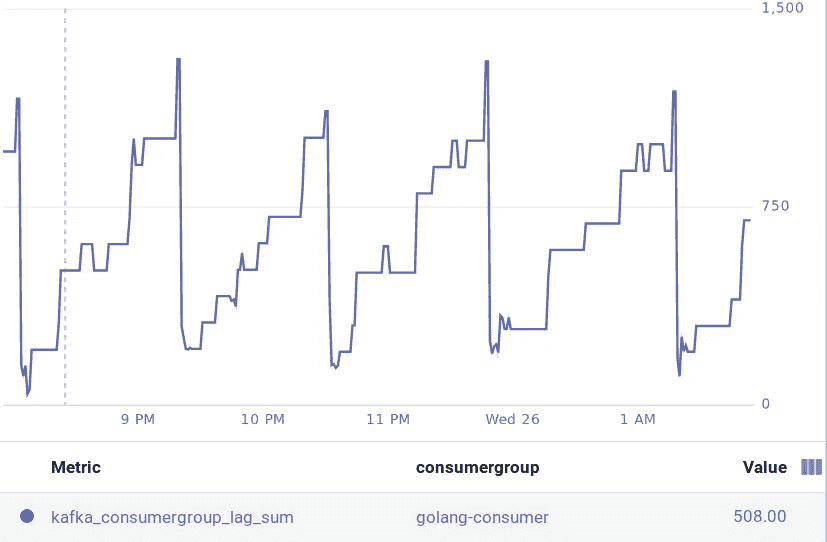 1,500
750
0
9 PM 10 PM 11 PM Wed 26 1 AM
Metric consumergroup Value
kafka_consumergroup_lag_sum golang-consumer 508.00